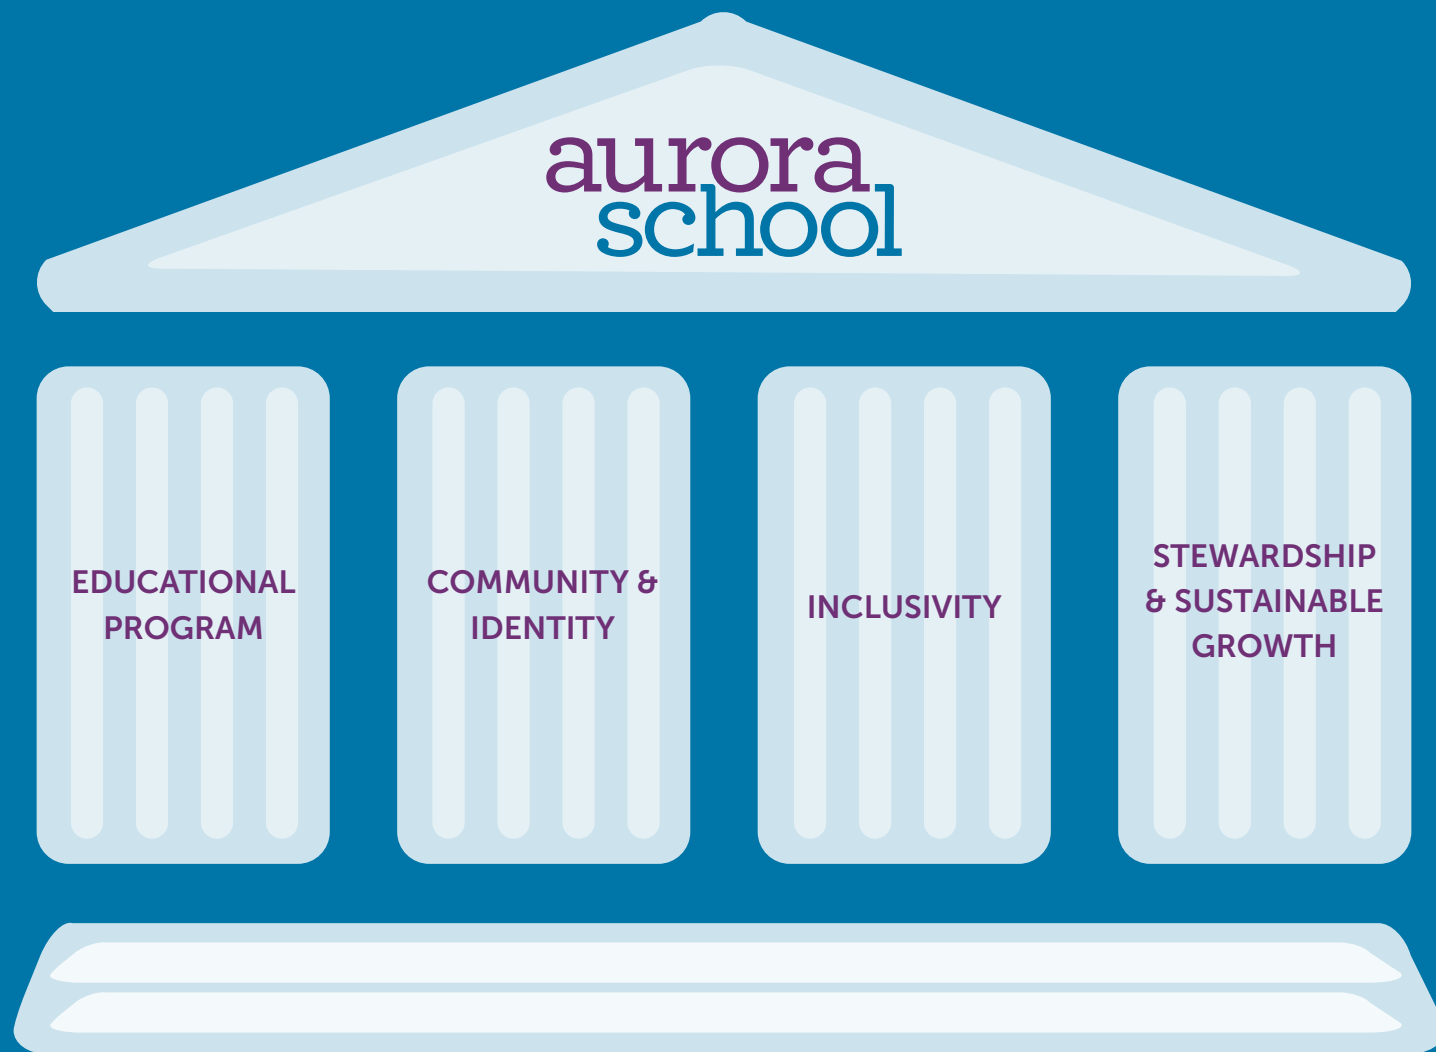 aurora
school
EDUCATIONAL
PROGRAM
COMMUNITY &
IDENTITY
INCLUSIVITY
STEWARDSHIP
& SUSTAINABLE
GROWTH